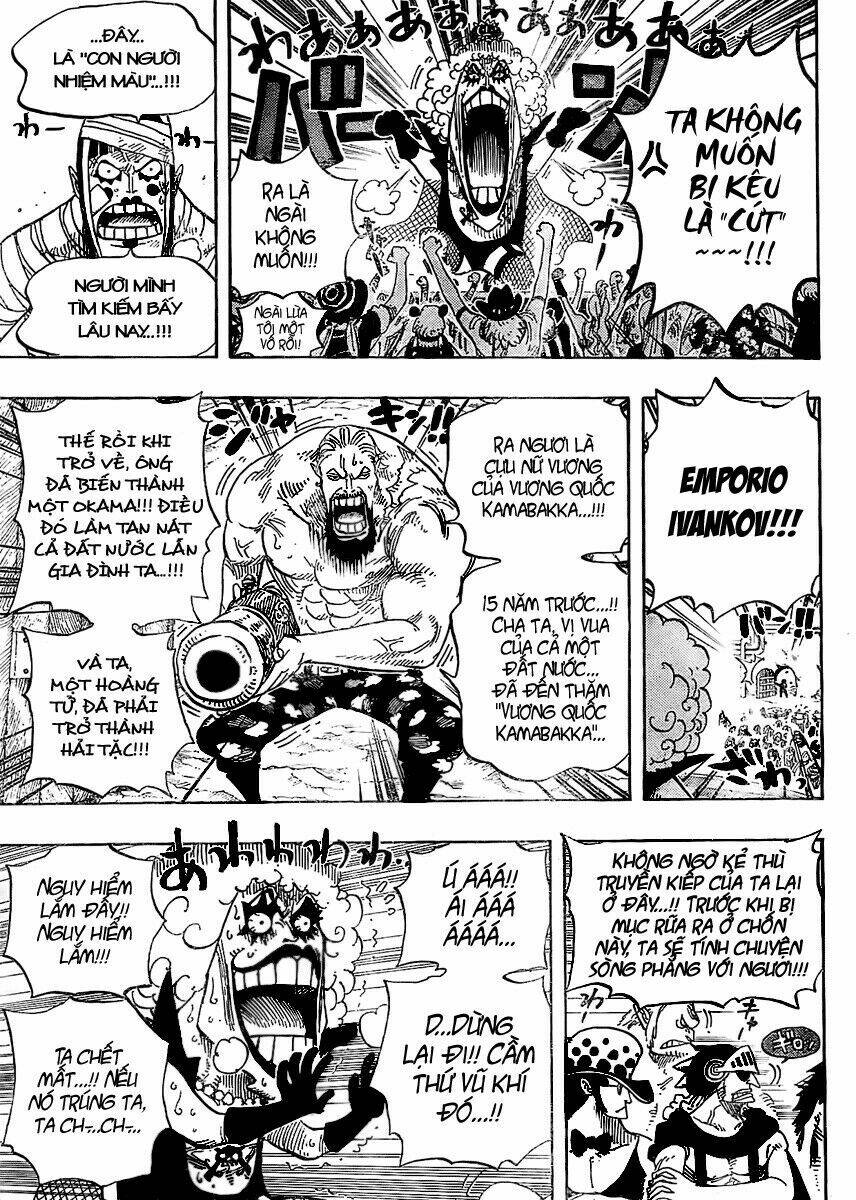 TA KHÔNG
MUỐN
BỊ KÊU
LÀ "CÚT"
~~~!!!
RA LÀ
NGÀI
KHÔNG
MUỐN!!!
NGÀI LỪA
TÔI MỘT
VỐ RỒI!
...ĐÂY...
LÀ "CON NGƯỜI
NHIỆM MÀU"...!!!
NGƯỜI MÌNH
TÌM KIẾM BẤY
LÂU NAY...!!!
EMPORIO
IVANKOV!!!
RA NGƯƠI LÀ
CỰU NỮ VƯƠNG
CỦA VƯƠNG QUỐC
KAMABAKKA...!!!
15 NĂM TRƯỚC...!!
CHA TA, VỊ VUA
CỦA CẢ MỘT
ĐẤT NƯỚC...
ĐÃ ĐẾN THĂM
"VƯƠNG QUỐC
KAMABAKKA"...
THẾ RỒI KHI
TRỞ VỀ, ÔNG
ĐÃ BIẾN THÀNH
MỘT OKAMA!!! ĐIỀU
ĐÓ LÀM TAN NÁT
CẢ ĐẤT NƯỚC LẪN
GIA ĐÌNH TA...!!!
VÀ TA,
MỘT HOÀNG
TỬ, ĐÃ PHẢI
TRỞ THÀNH
HẢI TẶC!!!
KHÔNG NGỜ KẺ THÙ
TRUYỀN KIẾP CỦA TA LẠI
Ở ĐÂY...!! TRƯỚC KHI BỊ
MỤC RỮA RA Ở CHỐN
NÀY, TA SẼ TÍNH CHUYỆN
SÒNG PHẲNG VỚI NGƯỜI!!!
Ú ÁÁÁ!!
ÁI ÁÁÁ
ÁÁÁÁ...
D...DỪNG
LẠI ĐI!! CẦM
THỨ VŨ KHÍ
ĐÓ...!!
NGUY HIỂM
LẮM ĐẤY!!
NGUY HIỂM
LẮM!!!
TA CHẾT
MẤT...!! NẾU
NÓ TRÚNG TA,
TA CH-...CH-...